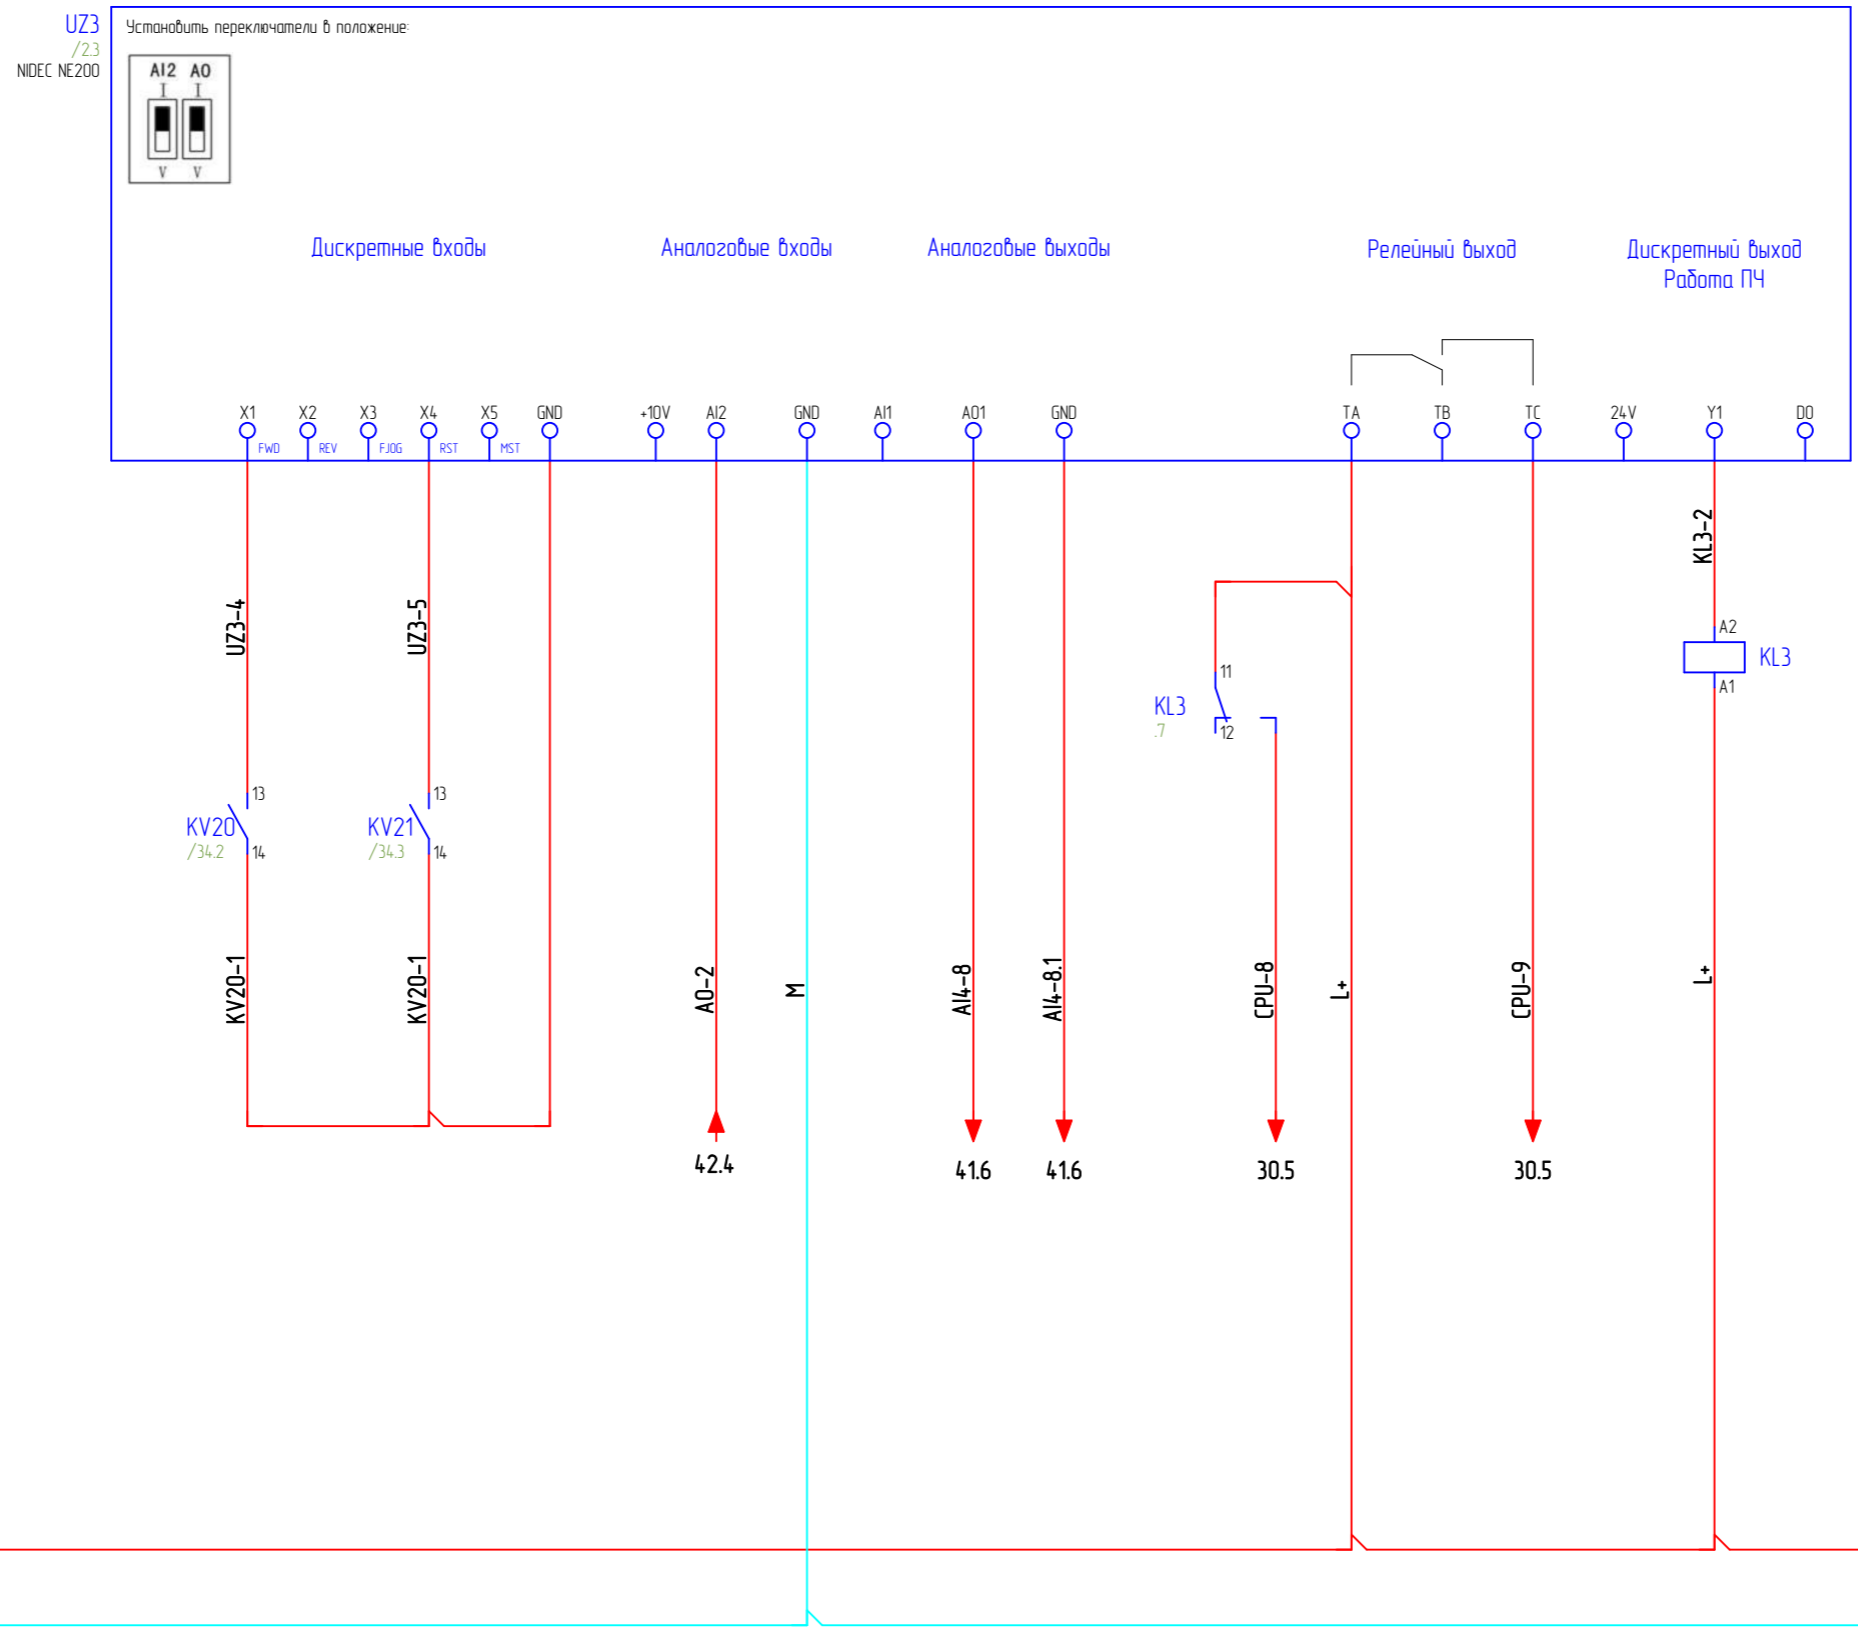 UZ3
/2.3
NIDEC NE200
Установить переключатели в положение:
AI2 AO
I I
V V
Дискретные входы
Аналоговые входы
Аналоговые выходы
Релейный выход
Дискретный выход
Работа ПЧ
X1 X2 X3 X4 X5 GND +10V AI2 GND AI1 AO1 GND TA TB TC 24V Y1 DO
FWD REV FJOG RST MST
KL3-2
UZ3-4
UZ3-5
A2
KL3
A1
11
KL3
.7
12
13
KV20
/34.2
14
13
KV21
/34.3
14
KV20-1
KV20-1
AO-2
M
AI4-8
AI4-8.1
CPU-8
L+
CPU-9
L+
42.4
41.6
41.6
30.5
30.5